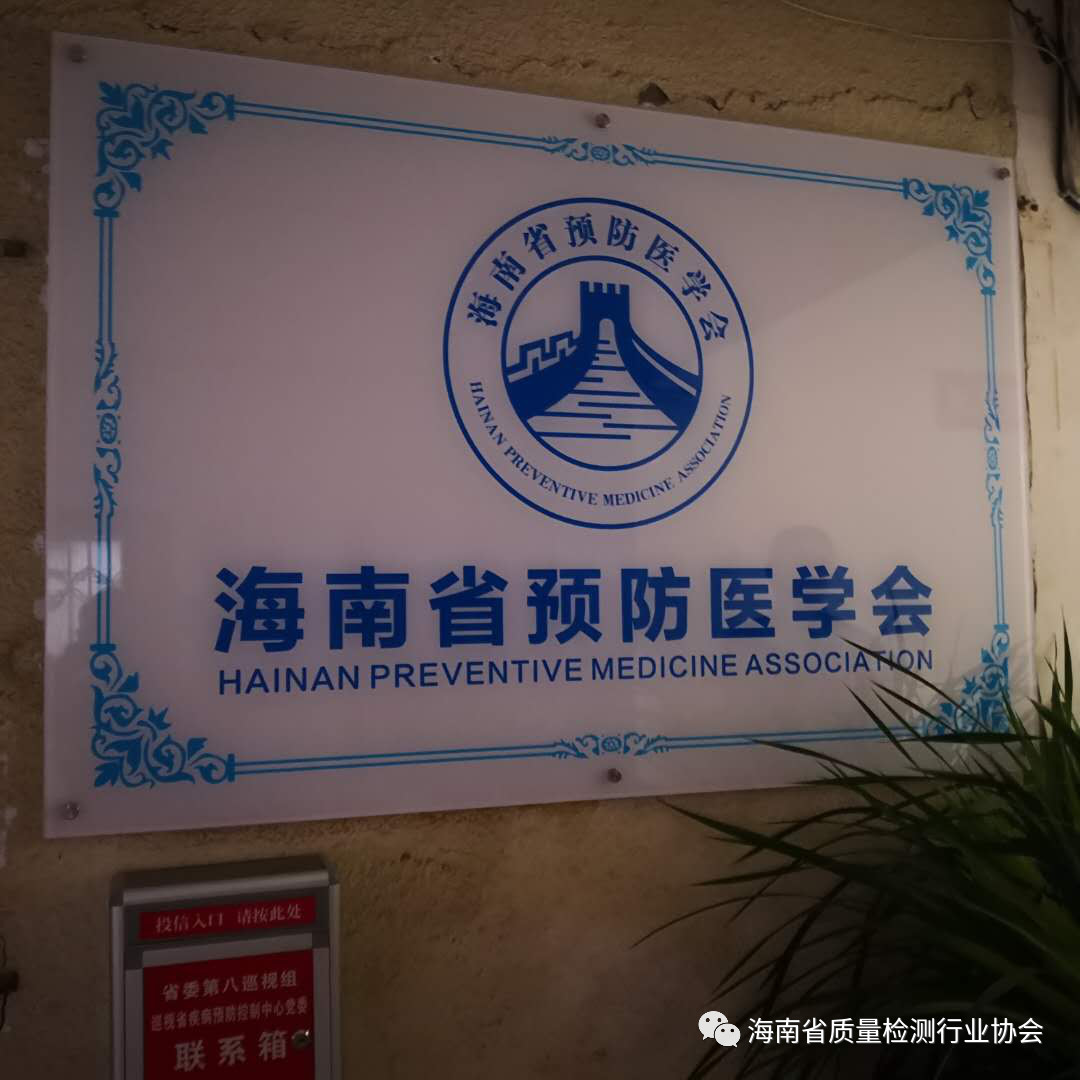 海南省预防医学会
HAINAN PREVENTIVE MEDICINE ASSOCIATION
海南省预防医学会
HAINAN PREVENTIVE MEDICINE ASSOCIATION
投信入口 请按此处
省委第八巡视组
巡视省疾病预防控制中心党委
联系箱
海南省质量检测行业协会